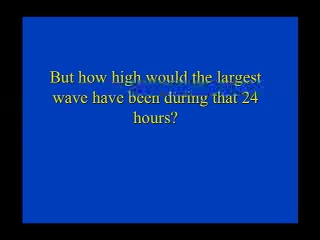 But how high would the largest
wave have been during that 24
hours?